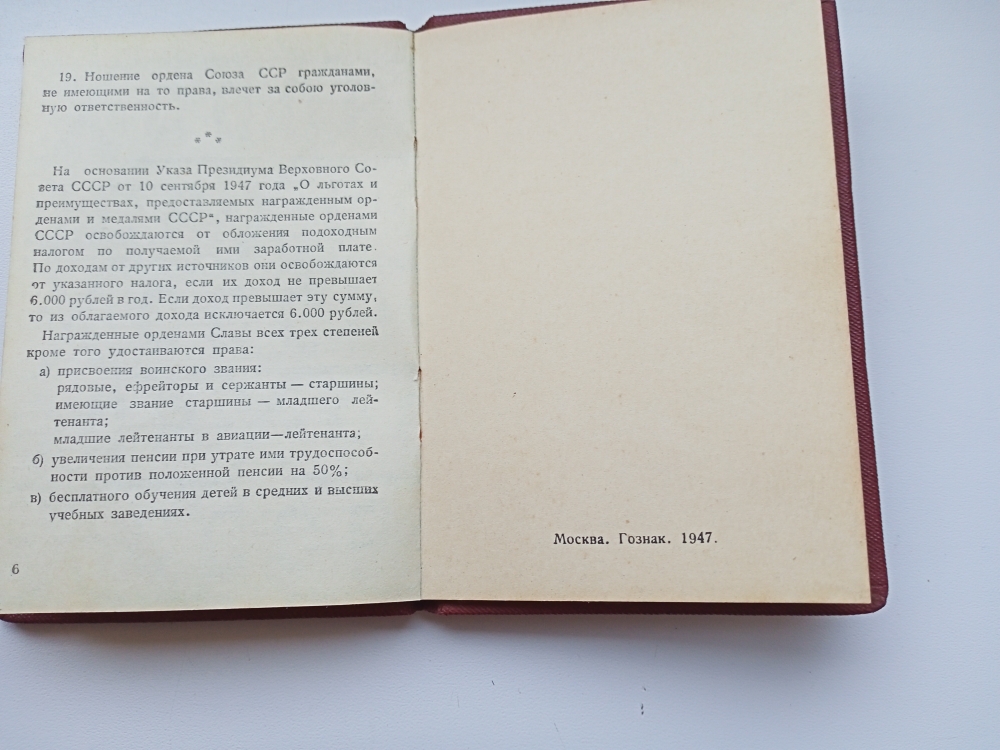 19. Ношение ордена Союза ССР гражданами,
не имеющими на то права, влечет за собою уголов-
ную ответственность.
* * *
На основании Указа Президиума Верховного Со-
вета СССР от 10 сентября 1947 года „О льготах и
преимуществах, предоставляемых награжденным ор-
денами и медалями СССР“, награжденные орденами
СССР освобождаются от обложения подоходным
налогом по получаемой ими заработной плате.
По доходам от других источников они освобождаются
от указанного налога, если их доход не превышает
6.000 рублей в год. Если доход превышает эту сумму,
то из облагаемого дохода исключается 6.000 рублей.
Награжденные орденами Славы всех трех степеней
кроме того удостаиваются права:
а) присвоения воинского звания:
рядовые, ефрейторы и сержанты — старшины;
имеющие звание старшины — младшего лей-
тенанта;
младшие лейтенанты в авиации—лейтенанта;
б) увеличения пенсии при утрате ими трудоспособ-
ности против положенной пенсии на 50%;
в) бесплатного обучения детей в средних и высших
учебных заведениях.
6
Москва. Гознак. 1947.